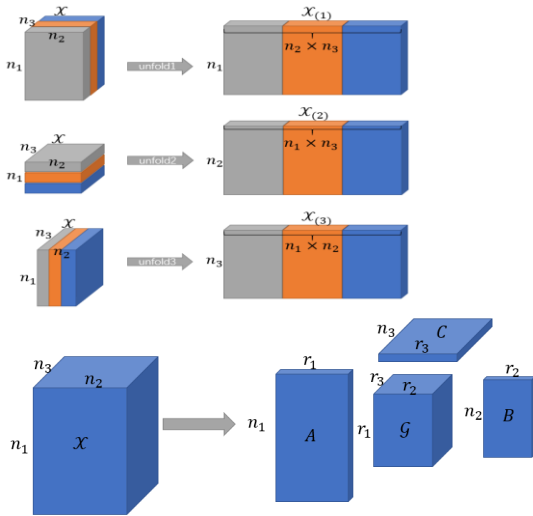 𝒳 𝒳₍₁₎
n₃ n₂ n₂ × n₃
n₁ unfold1 n₁
𝒳 𝒳₍₂₎
n₃ n₂ n₁ × n₃
n₁ unfold2 n₂
𝒳 𝒳₍₃₎
n₃ n₂ n₁ × n₂
n₁ unfold3 n₃
n₃ C
r₃
n₃ n₂ r₁ r₃ r₂ r₂
n₁ 𝒳 n₁ A r₁ 𝒢 n₂ B